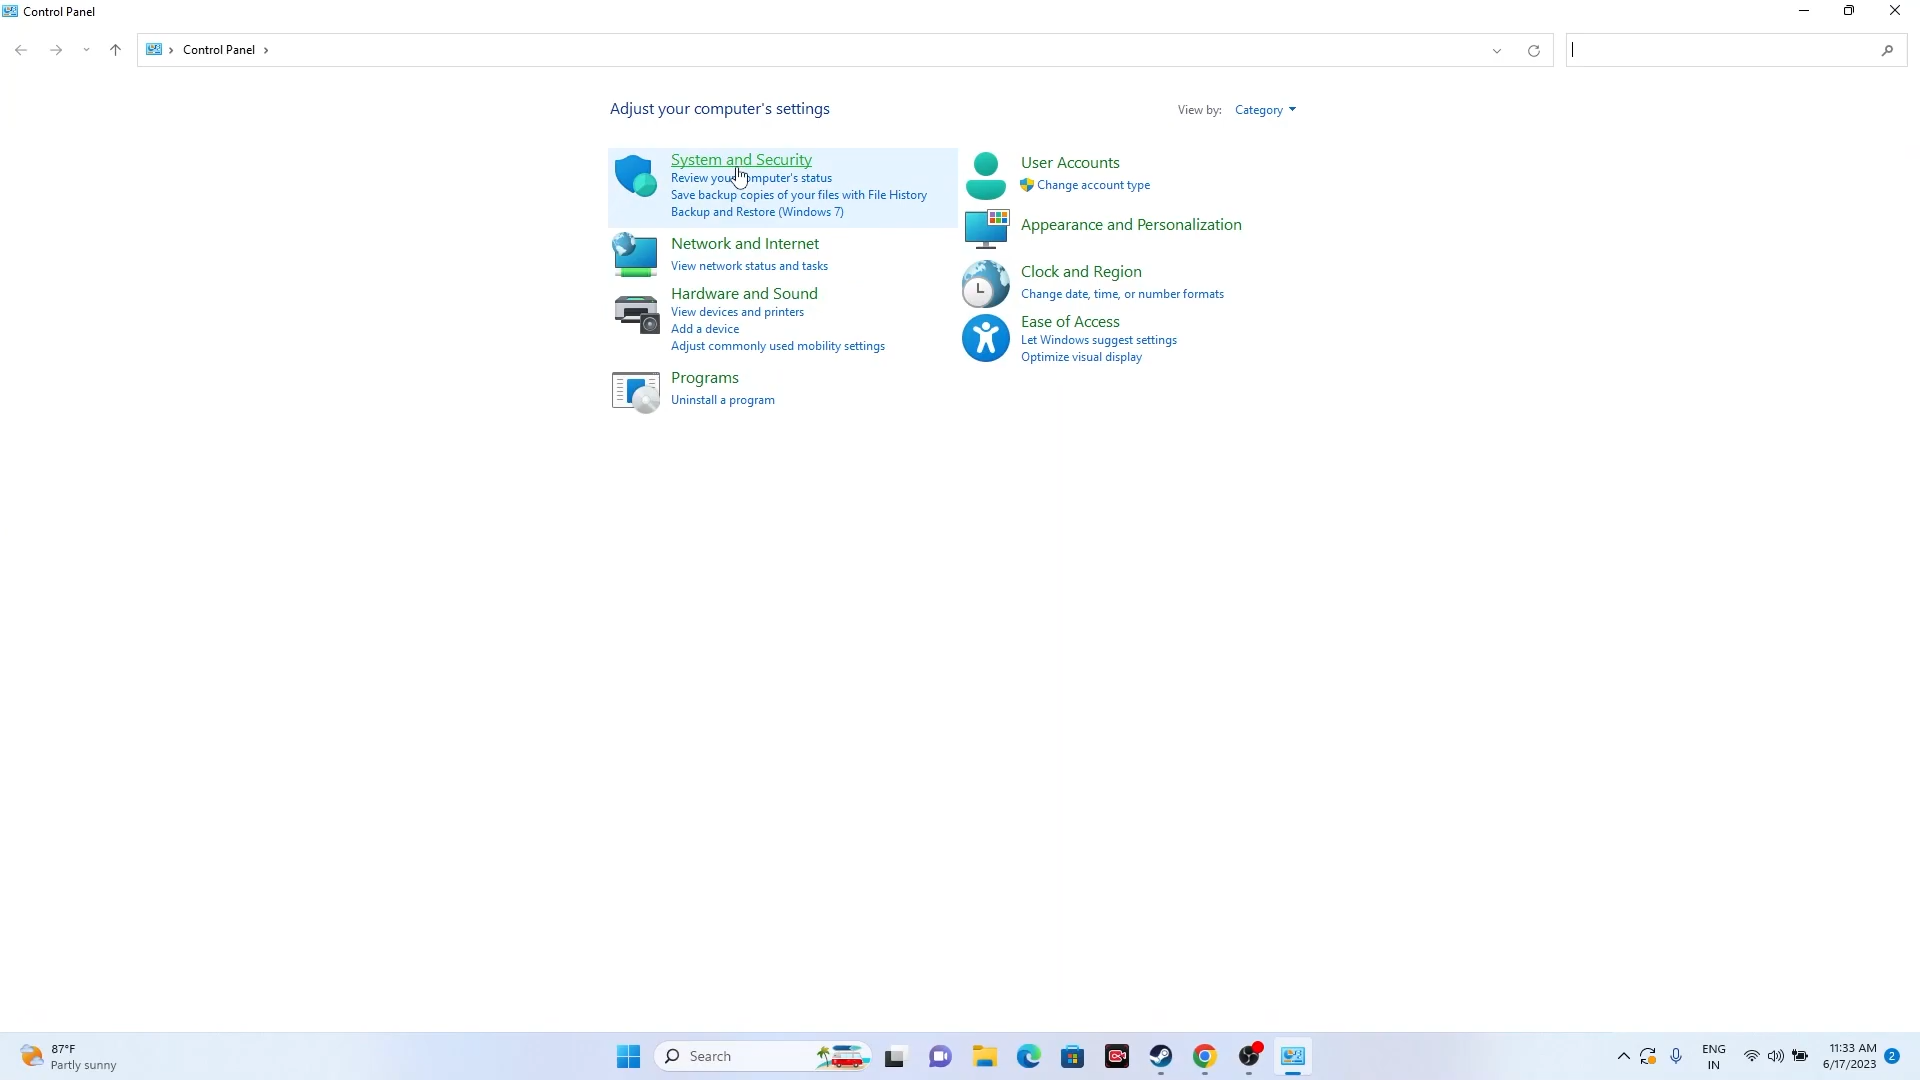 Control Panel
Control Panel
Adjust your computer's settings
View by: Category
System and Security
Review your computer's status
Save backup copies of your files with File History
Backup and Restore (Windows 7)
Network and Internet
View network status and tasks
Hardware and Sound
View devices and printers
Add a device
Adjust commonly used mobility settings
Programs
Uninstall a program
User Accounts
Change account type
Appearance and Personalization
Clock and Region
Change date, time, or number formats
Ease of Access
Let Windows suggest settings
Optimize visual display
87°F
Partly sunny
Search
ENG
IN
11:33 AM
6/17/2023
2